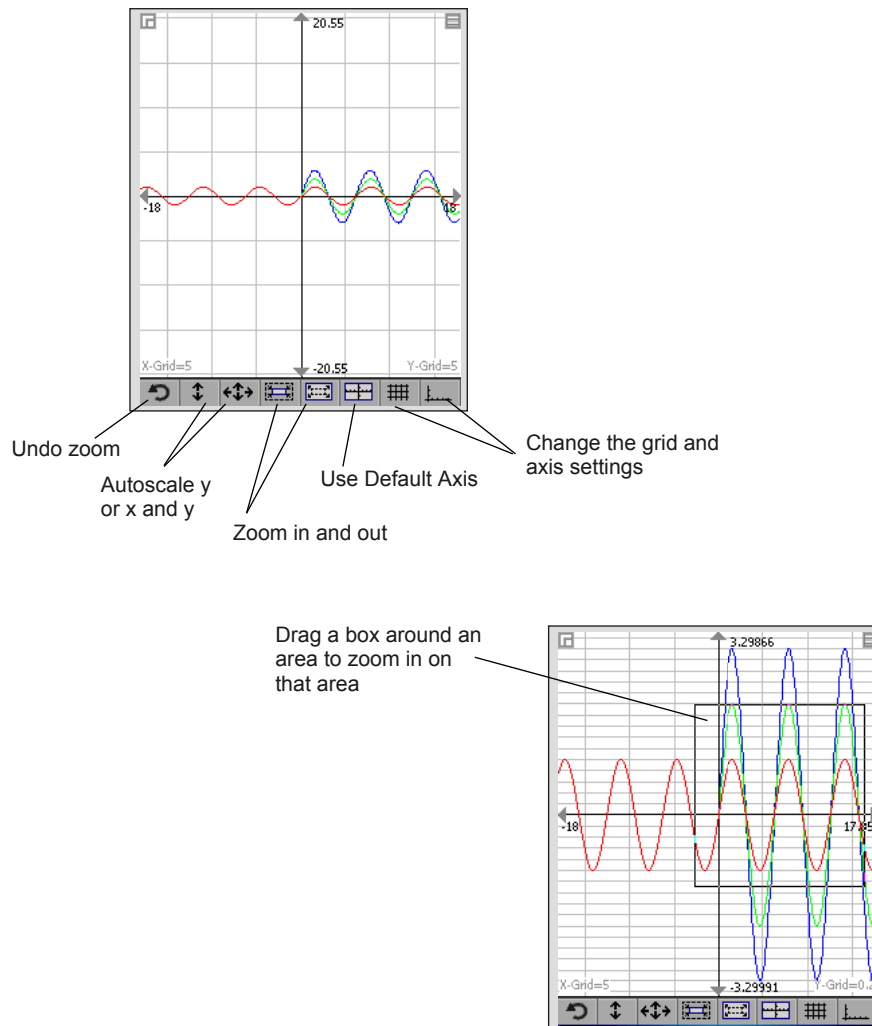 20.55
-18
18
X-Grid=5
-20.55
Y-Grid=5
Undo zoom
Autoscale y
or x and y
Zoom in and out
Use Default Axis
Change the grid and
axis settings
Drag a box around an
area to zoom in on
that area
3.29866
-18
X-Grid=5
-3.29991